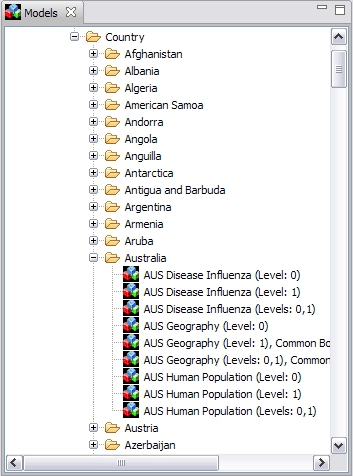 Models
Country
Afghanistan
Albania
Algeria
American Samoa
Andorra
Angola
Anguilla
Antarctica
Antigua and Barbuda
Argentina
Armenia
Aruba
Australia
AUS Disease Influenza (Level: 0)
AUS Disease Influenza (Level: 1)
AUS Disease Influenza (Levels: 0,1)
AUS Geography (Level: 0)
AUS Geography (Level: 1), Common Bo
AUS Geography (Levels: 0,1), Common
AUS Human Population (Level: 0)
AUS Human Population (Level: 1)
AUS Human Population (Levels: 0,1)
Austria
Azerbaijan